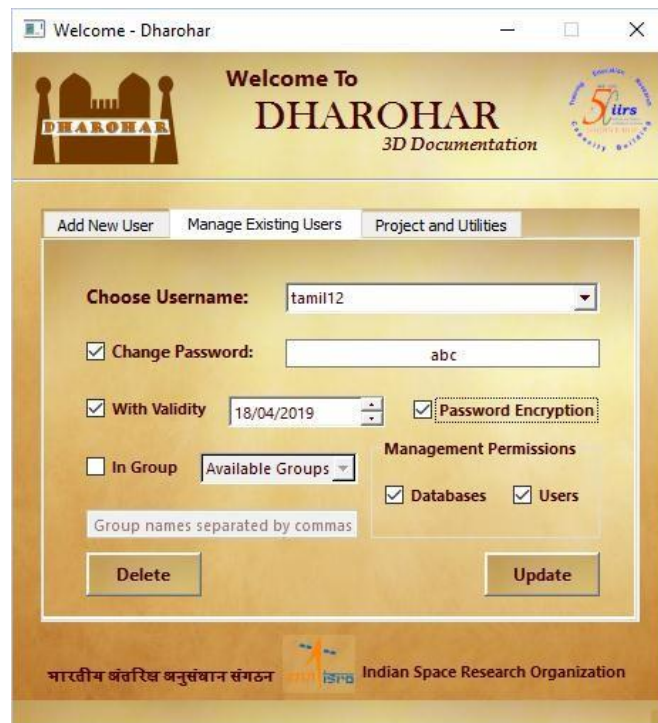 Welcome - Dharohar
DHAROHAR
Welcome To
DHAROHAR
3D Documentation
iirs
Add New User Manage Existing Users Project and Utilities
Choose Username: tamil12
Change Password: abc
With Validity 18/04/2019 Password Encryption
Management Permissions
In Group Available Groups
Databases Users
Group names separated by commas
Delete Update
भारतीय अंतरिक्ष अनुसंधान संगठन isro Indian Space Research Organization